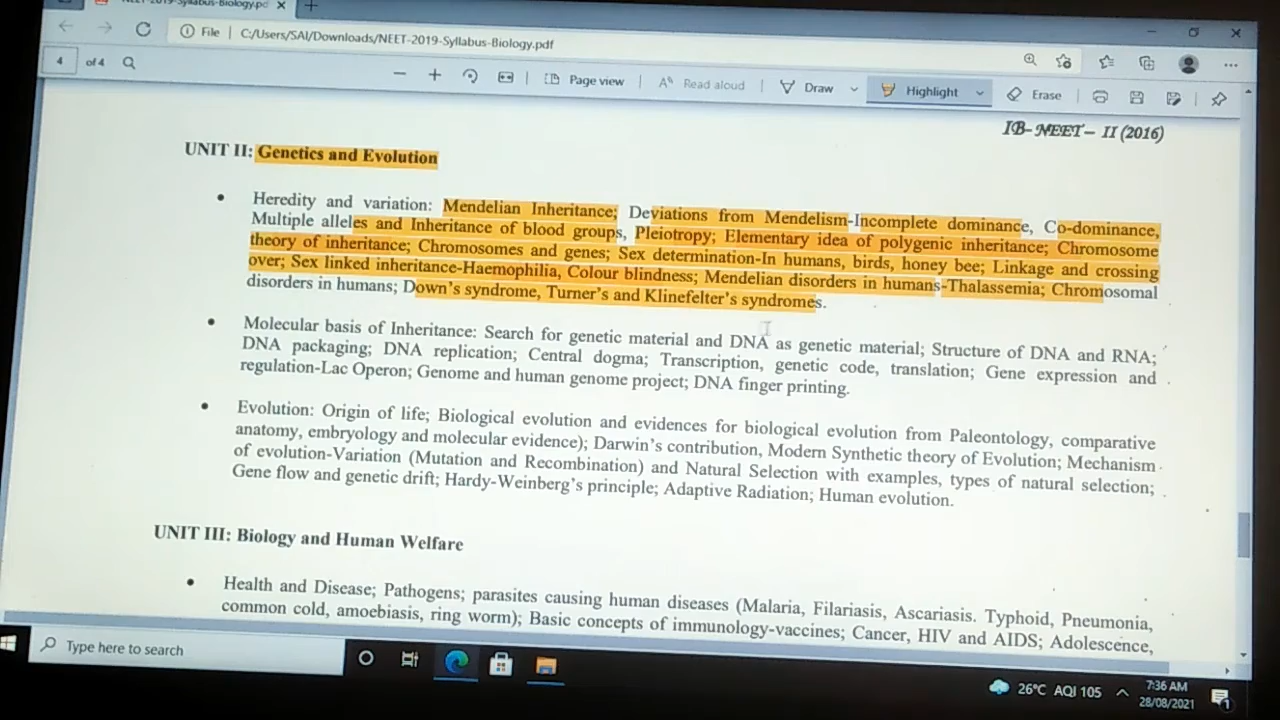 NEET-2019-Syllabus-Biology.pd
File | C:/Users/SAI/Downloads/NEET-2019-Syllabus-Biology.pdf
4 of 4
Page view
Read aloud
Draw
Highlight
Erase
IB-NEET-II (2016)
UNIT II: Genetics and Evolution
• Heredity and variation: Mendelian Inheritance; Deviations from Mendelism-Incomplete dominance, Co-dominance,
Multiple alleles and Inheritance of blood groups, Pleiotropy; Elementary idea of polygenic inheritance; Chromosome
theory of inheritance; Chromosomes and genes; Sex determination-In humans, birds, honey bee; Linkage and crossing
over; Sex linked inheritance-Haemophilia, Colour blindness; Mendelian disorders in humans-Thalassemia; Chromosomal
disorders in humans; Down's syndrome, Turner's and Klinefelter's syndromes.
• Molecular basis of Inheritance: Search for genetic material and DNA as genetic material; Structure of DNA and RNA;
DNA packaging; DNA replication; Central dogma; Transcription, genetic code, translation; Gene expression and
regulation-Lac Operon; Genome and human genome project; DNA finger printing.
• Evolution: Origin of life; Biological evolution and evidences for biological evolution from Paleontology, comparative
anatomy, embryology and molecular evidence); Darwin's contribution, Modern Synthetic theory of Evolution; Mechanism
of evolution-Variation (Mutation and Recombination) and Natural Selection with examples, types of natural selection;
Gene flow and genetic drift; Hardy-Weinberg's principle; Adaptive Radiation; Human evolution.
UNIT III: Biology and Human Welfare
• Health and Disease; Pathogens; parasites causing human diseases (Malaria, Filariasis, Ascariasis. Typhoid, Pneumonia,
common cold, amoebiasis, ring worm); Basic concepts of immunology-vaccines; Cancer, HIV and AIDS; Adolescence,
Type here to search
26°C AQI 105
7:36 AM
28/08/2021
1